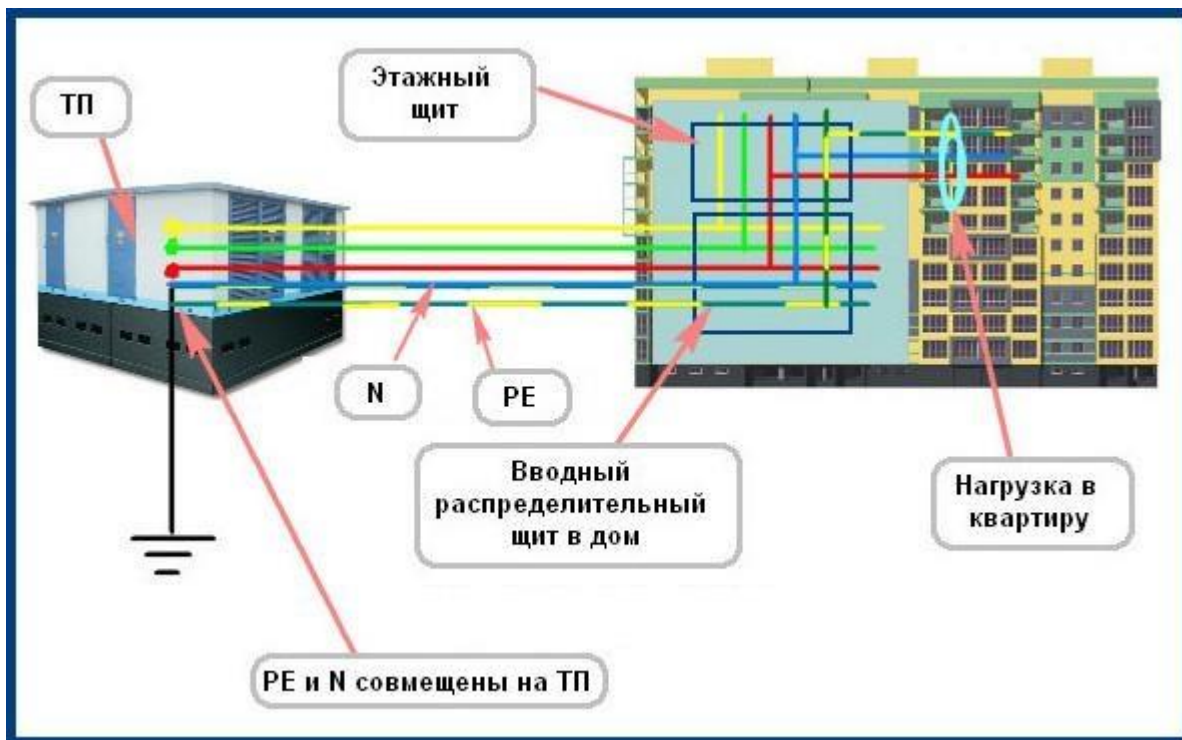 Этажный
щит
ТП
N
PE
Вводный
распределительный
щит в дом
Нагрузка в
квартиру
PE и N совмещены на ТП